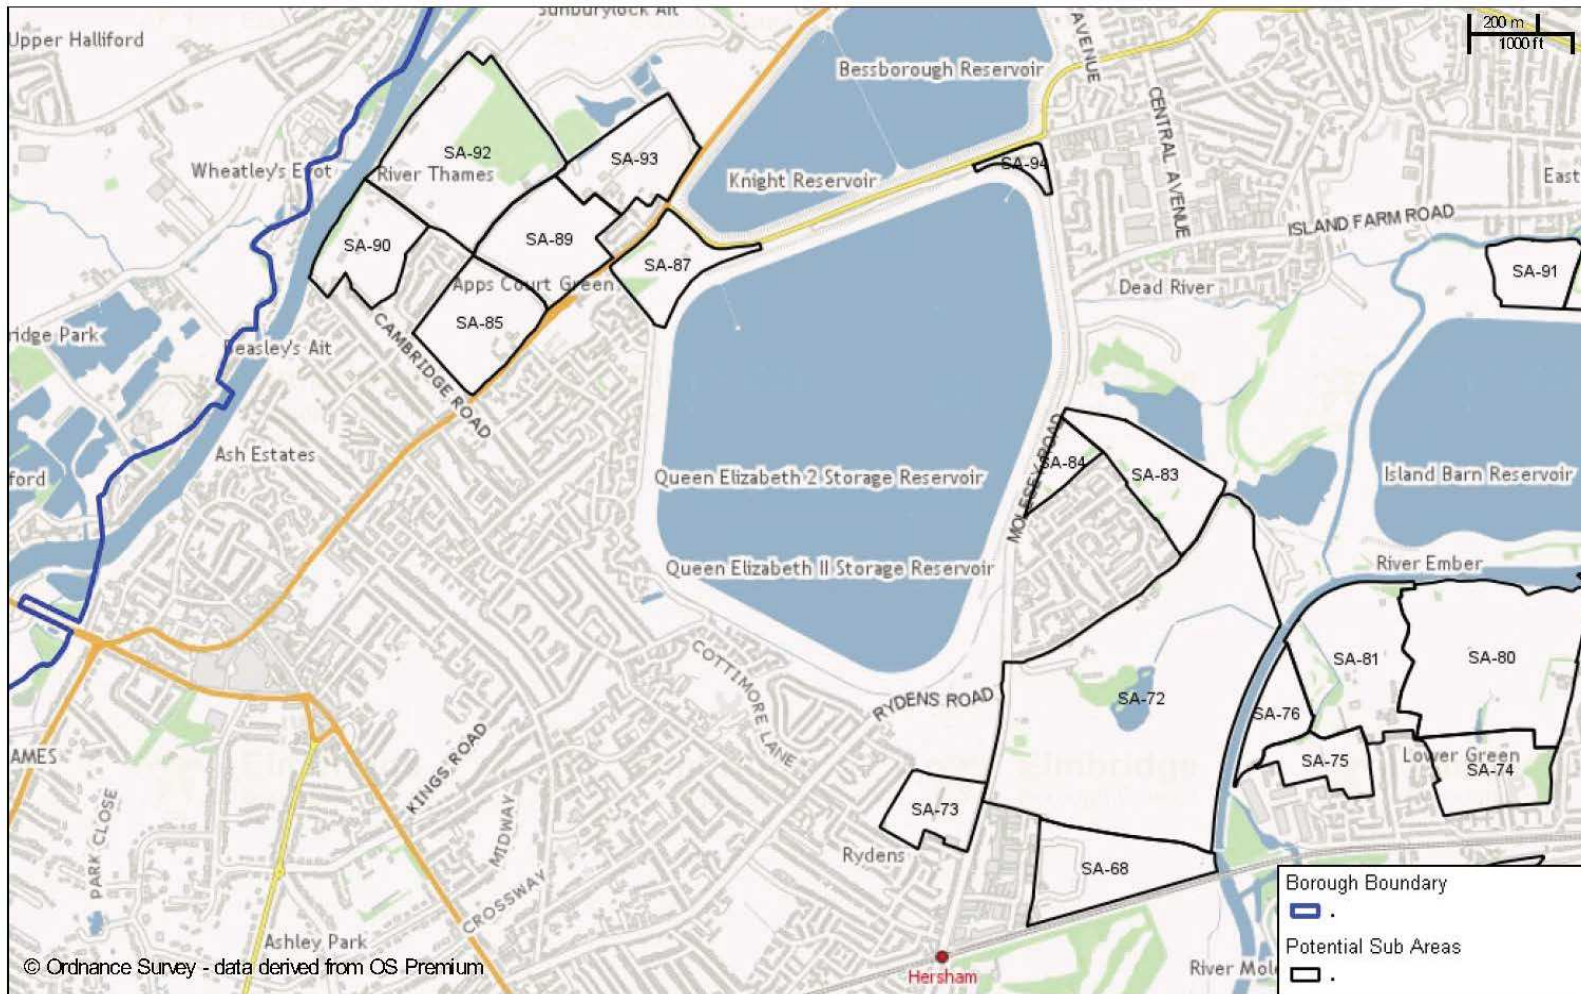 Sunburylock Ait
Upper Halliford
200 m
1000 ft
AVENUE
Bessborough Reservoir
CENTRAL AVENUE
SA-92
SA-93
SA-94
Wheatley's Eyot
River Thames
Knight Reservoir
East
ISLAND FARM ROAD
SA-90
SA-89
SA-87
SA-91
Apps Court Green
Dead River
SA-85
ridge Park
Beasley's Ait
CAMBRIDGE ROAD
Ash Estates
MOLESEY ROAD
SA-84
SA-83
ford
Queen Elizabeth 2 Storage Reservoir
Island Barn Reservoir
Queen Elizabeth II Storage Reservoir
River Ember
COTTIMORE LANE
SA-81
SA-80
RYDENS ROAD
SA-72
SA-76
AMES
KINGS ROAD
SA-75
Lower Green
SA-74
PARK CLOSE
MIDWAY
SA-73
Rydens
SA-68
CROSSWAY
Ashley Park
© Ordnance Survey - data derived from OS Premium
Hersham
River Mol
Borough Boundary
.
Potential Sub Areas
.